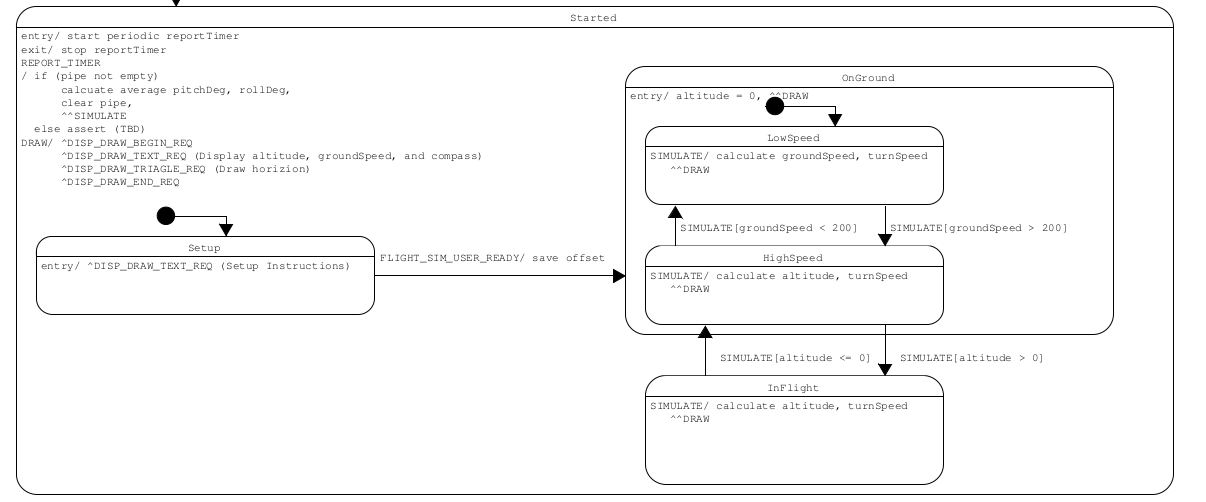 Started
entry/ start periodic reportTimer
exit/ stop reportTimer
REPORT_TIMER
/ if (pipe not empty)
calcuate average pitchDeg, rollDeg,
clear pipe,
^^SIMULATE
else assert (TBD)
DRAW/ ^DISP_DRAW_BEGIN_REQ
^DISP_DRAW_TEXT_REQ (Display altitude, groundSpeed, and compass)
^DISP_DRAW_TRIAGLE_REQ (Draw horizion)
^DISP_DRAW_END_REQ
Setup
entry/ ^DISP_DRAW_TEXT_REQ (Setup Instructions)
FLIGHT_SIM_USER_READY/ save offset
OnGround
entry/ altitude = 0, ^^DRAW
LowSpeed
SIMULATE/ calculate groundSpeed, turnSpeed
^^DRAW
SIMULATE[groundSpeed < 200]
SIMULATE[groundSpeed > 200]
HighSpeed
SIMULATE/ calculate altitude, turnSpeed
^^DRAW
SIMULATE[altitude <= 0]
SIMULATE[altitude > 0]
InFlight
SIMULATE/ calculate altitude, turnSpeed
^^DRAW